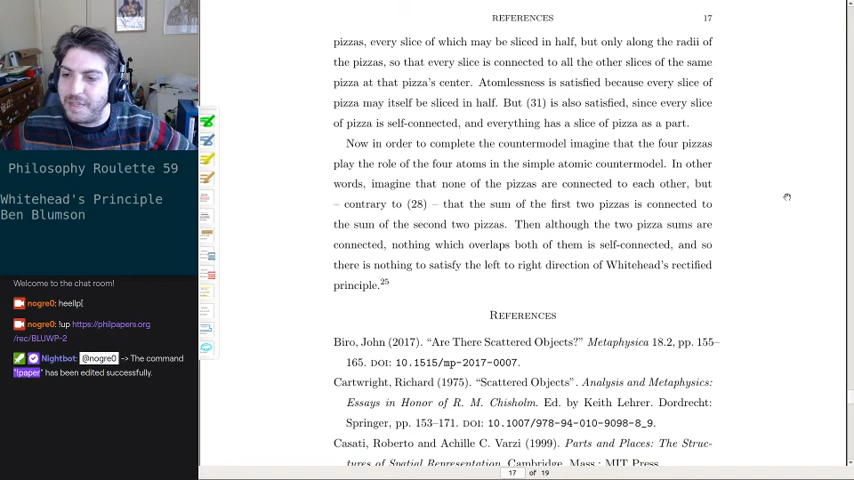 REFERENCES 17
pizzas, every slice of which may be sliced in half, but only along the radii of
the pizzas, so that every slice is connected to all the other slices of the same
pizza at that pizza's center. Atomlessness is satisfied because every slice of
pizza may itself be sliced in half. But (31) is also satisfied, since every slice
of pizza is self-connected, and everything has a slice of pizza as a part.
Now in order to complete the countermodel imagine that the four pizzas
play the role of the four atoms in the simple atomic countermodel. In other
words, imagine that none of the pizzas are connected to each other, but
– contrary to (28) – that the sum of the first two pizzas is connected to
the sum of the second two pizzas. Then although the two pizza sums are
connected, nothing which overlaps both of them is self-connected, and so
there is nothing to satisfy the left to right direction of Whitehead's rectified
principle.25
REFERENCES
Biro, John (2017). “Are There Scattered Objects?” Metaphysica 18.2, pp. 155–
165. DOI: 10.1515/mp-2017-0007.
Cartwright, Richard (1975). “Scattered Objects”. Analysis and Metaphysics:
Essays in Honor of R. M. Chisholm. Ed. by Keith Lehrer. Dordrecht:
Springer, pp. 153–171. DOI: 10.1007/978-94-010-9098-8_9.
Casati, Roberto and Achille C. Varzi (1999). Parts and Places: The Struc-
tures of Spatial Representation. Cambridge, Mass.: MIT Press.
17 of 19
Philosophy Roulette 59
Whitehead's Principle
Ben Blumson
Welcome to the chat room!
nogre0: heellp[
nogre0: !up https://philpapers.org
/rec/BLUWP-2
Nightbot: @nogre0 -> The command
"!paper" has been edited successfully.